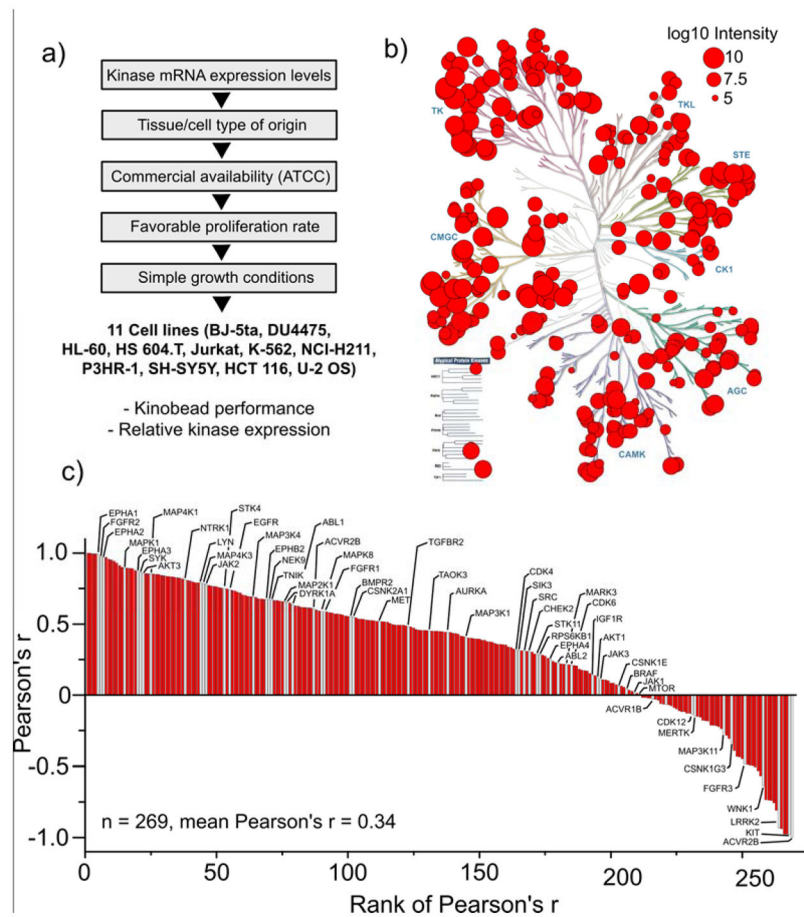 a)
Kinase mRNA expression levels
Tissue/cell type of origin
Commercial availability (ATCC)
Favorable proliferation rate
Simple growth conditions
11 Cell lines (BJ-5ta, DU4475,
HL-60, HS 604.T, Jurkat, K-562, NCI-H211,
P3HR-1, SH-SY5Y, HCT 116, U-2 OS)
- Kinobead performance
- Relative kinase expression
b)
log10 Intensity
10
7.5
5
TK
TKL
STE
CMGC
CK1
AGC
CAMK
Atypical Protein Kinases
c)
Pearson's r
1.0
0.5
0
-0.5
-1.0
EPHA1
FGFR2
EPHA2
MAPK1
EPHA3
SYK
AKT3
MAP4K1
NTRK1
LYN
MAP4K3
JAK2
STK4
EGFR
MAP3K4
EPHB2
NEK9
TNIK
MAP2K1
DYRK1A
ABL1
ACVR2B
MAPK8
FGFR1
BMPR2
CSNK2A1
MET
TGFBR2
TAOK3
AURKA
MAP3K1
CDK4
SIK3
SRC
CHEK2
STK11
RPS6KB1
EPHA4
ABL2
MARK3
CDK6
IGF1R
AKT1
JAK3
CSNK1E
BRAF
JAK1
MTOR
ACVR1B
CDK12
MERTK
MAP3K11
CSNK1G3
FGFR3
WNK1
LRRK2
KIT
ACVR2B
n = 269, mean Pearson's r = 0.34
0 50 100 150 200 250
Rank of Pearson's r